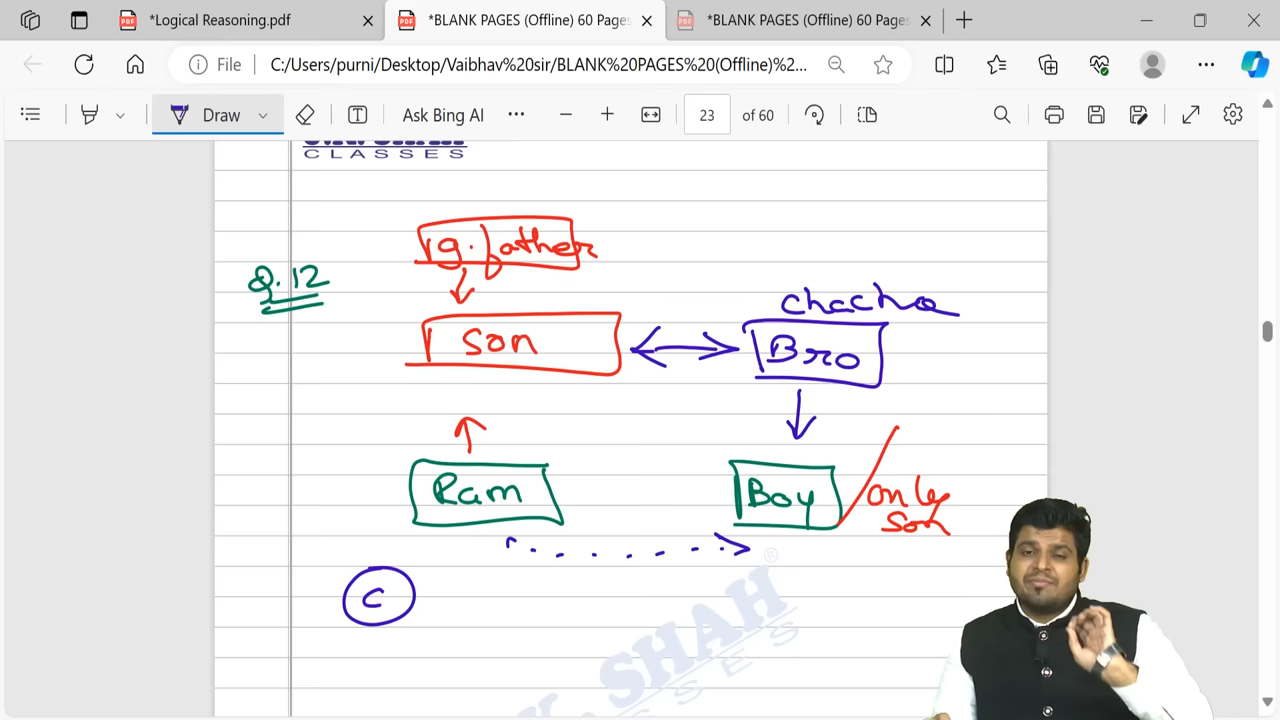 *Logical Reasoning.pdf
*BLANK PAGES (Offline) 60 Pages
*BLANK PAGES (Offline) 60 Pages
File
C:/Users/purni/Desktop/Vaibhav%20sir/BLANK%20PAGES%20(Offline)%2...
Draw
Ask Bing AI
23
of 60
CLASSES
Q.12
g. father
Son
chacha
Bro
Ram
Boy
only
son
C
SHAH